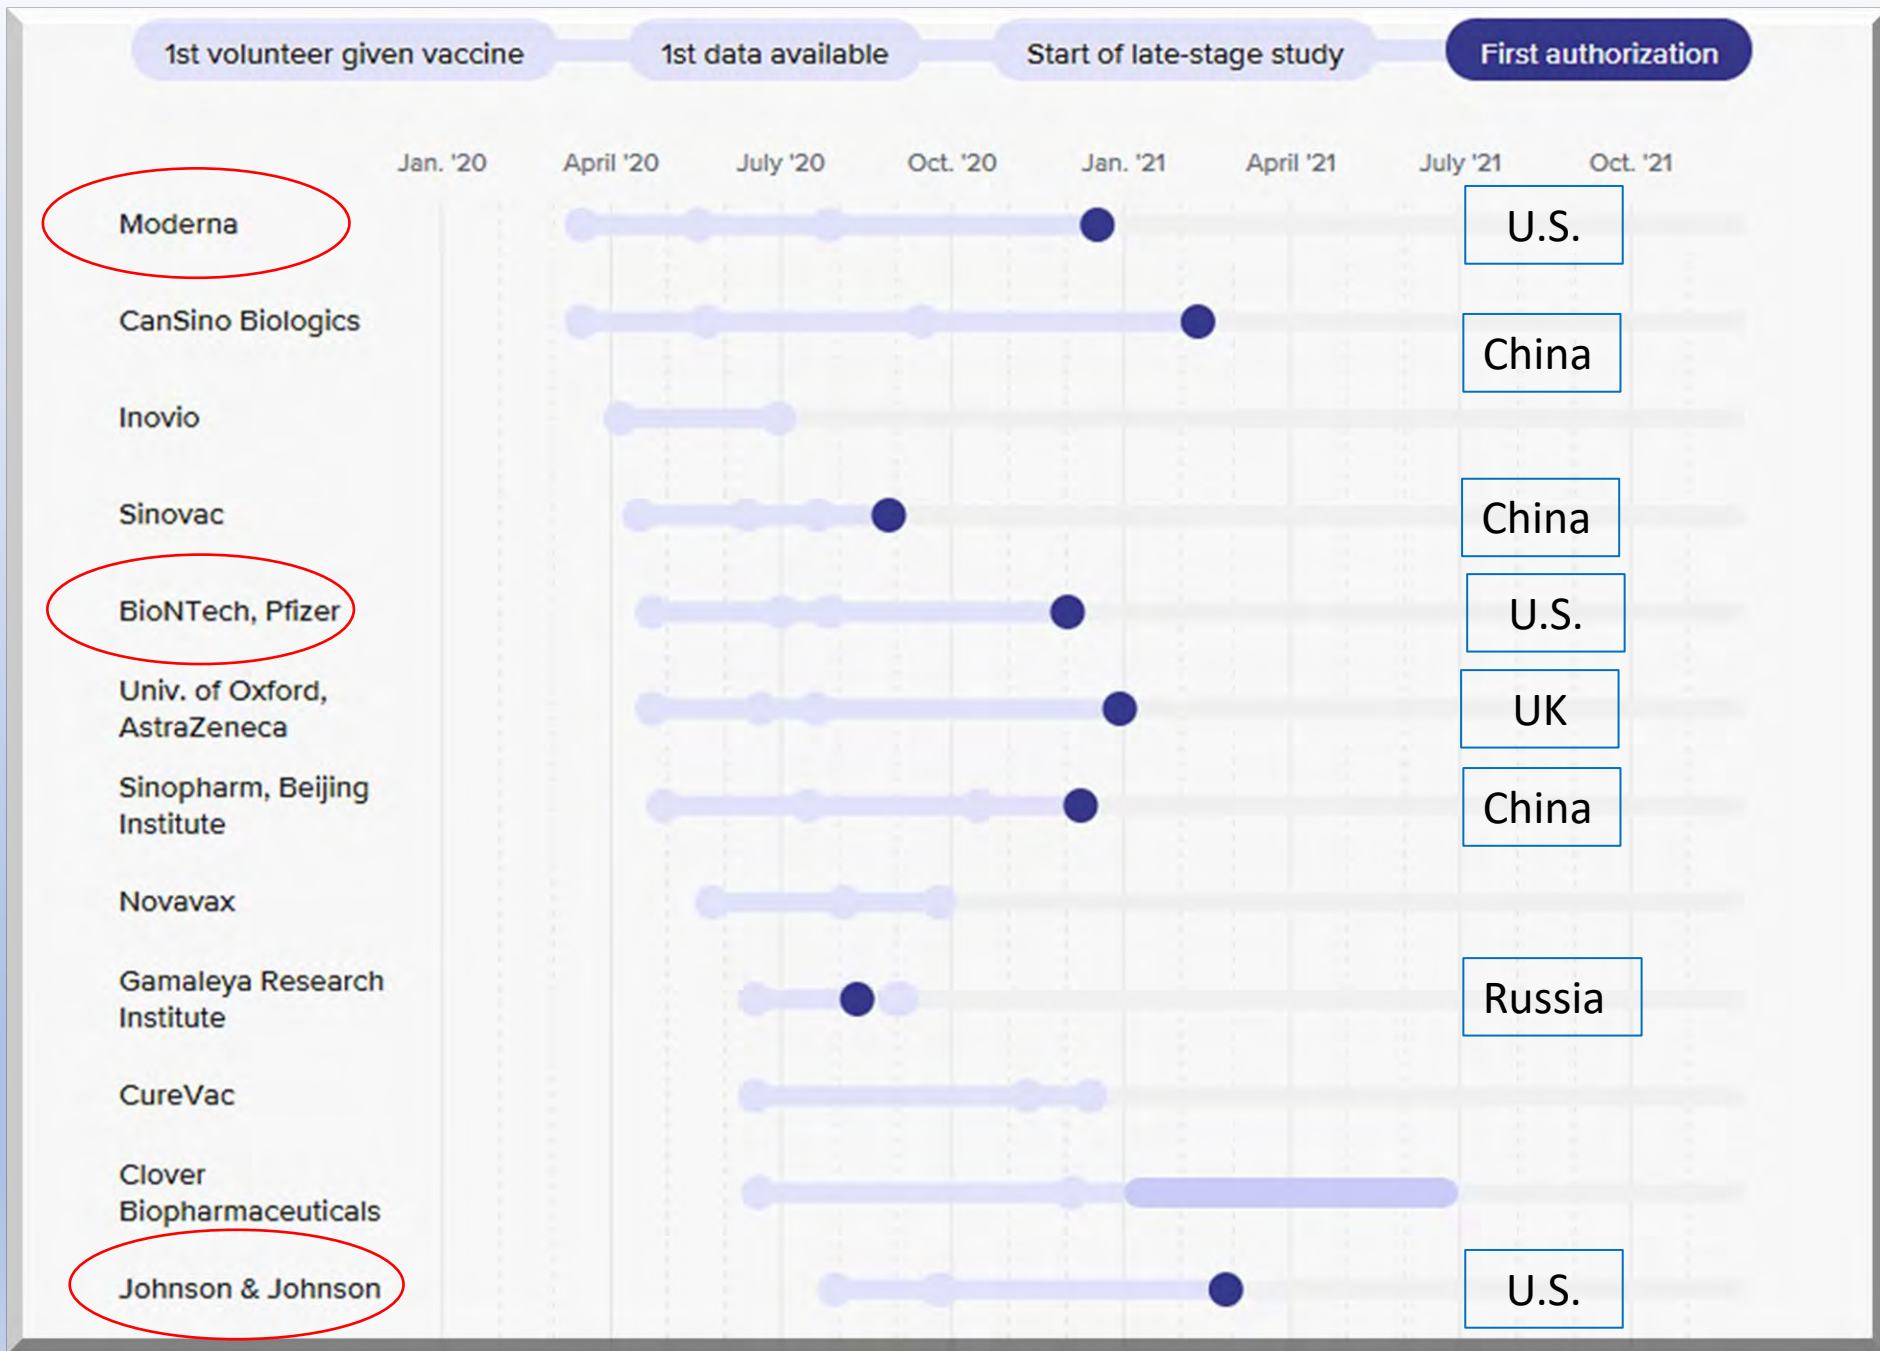 1st volunteer given vaccine 1st data available Start of late-stage study First authorization
Jan. '20 April '20 July '20 Oct. '20 Jan. '21 April '21 July '21 Oct. '21
Moderna U.S.
CanSino Biologics China
Inovio
Sinovac China
BioNTech, Pfizer U.S.
Univ. of Oxford,
AstraZeneca UK
Sinopharm, Beijing
Institute China
Novavax
Gamaleya Research
Institute Russia
CureVac
Clover
Biopharmaceuticals
Johnson & Johnson U.S.